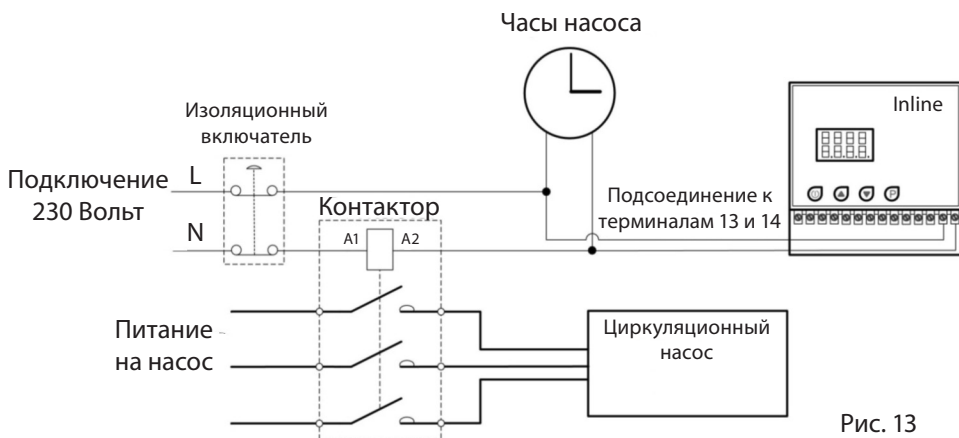 Часы насоса
Изоляционный
включатель
Inline
Подключение
230 Вольт
L
N
Контактор
A1
A2
Подсоединение к
терминалам 13 и 14
P
Питание
на насос
Циркуляционный
насос
Рис. 13